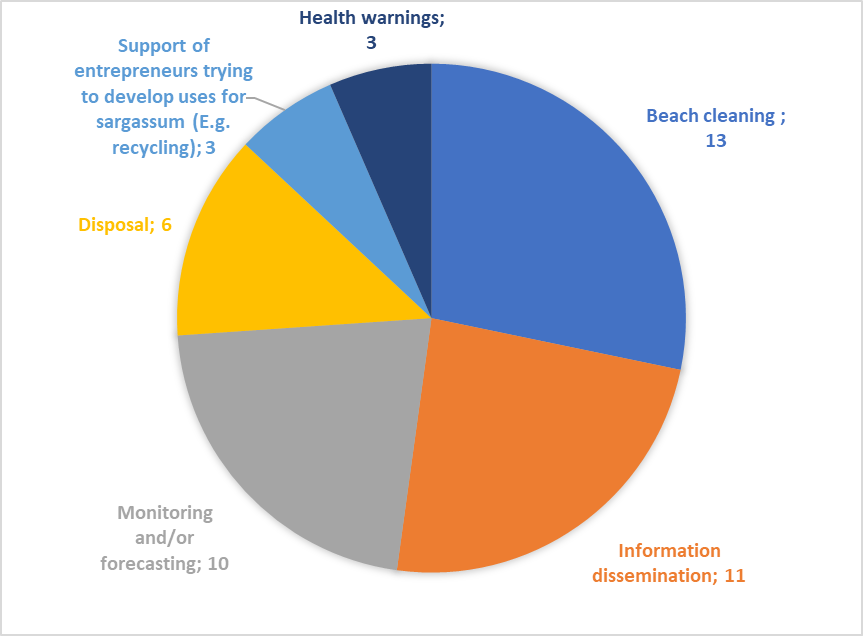 Health warnings;
3
Support of
entrepreneurs trying
to develop uses for
sargassum (E.g.
recycling); 3
Beach cleaning ;
13
Disposal; 6
Monitoring
and/or
forecasting; 10
Information
dissemination; 11